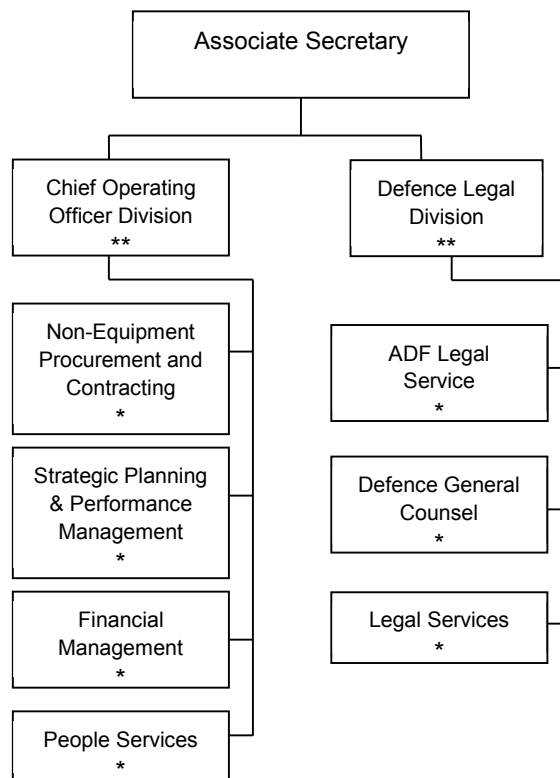 Associate Secretary
Chief Operating
Officer Division
**
Defence Legal
Division
**
Non-Equipment
Procurement and
Contracting
*
ADF Legal
Service
*
Strategic Planning
& Performance
Management
*
Defence General
Counsel
*
Financial
Management
*
Legal Services
*
People Services
*